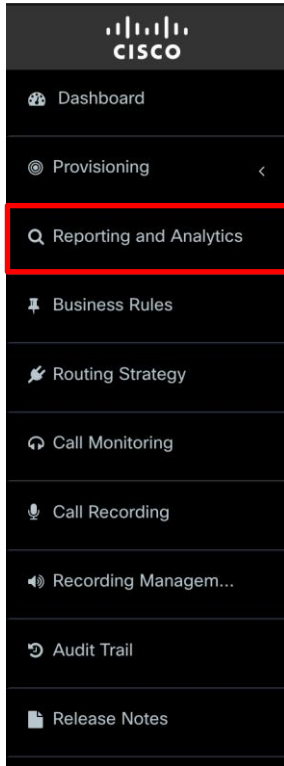 CISCO
Dashboard
Provisioning
Reporting and Analytics
Business Rules
Routing Strategy
Call Monitoring
Call Recording
Recording Managem...
Audit Trail
Release Notes